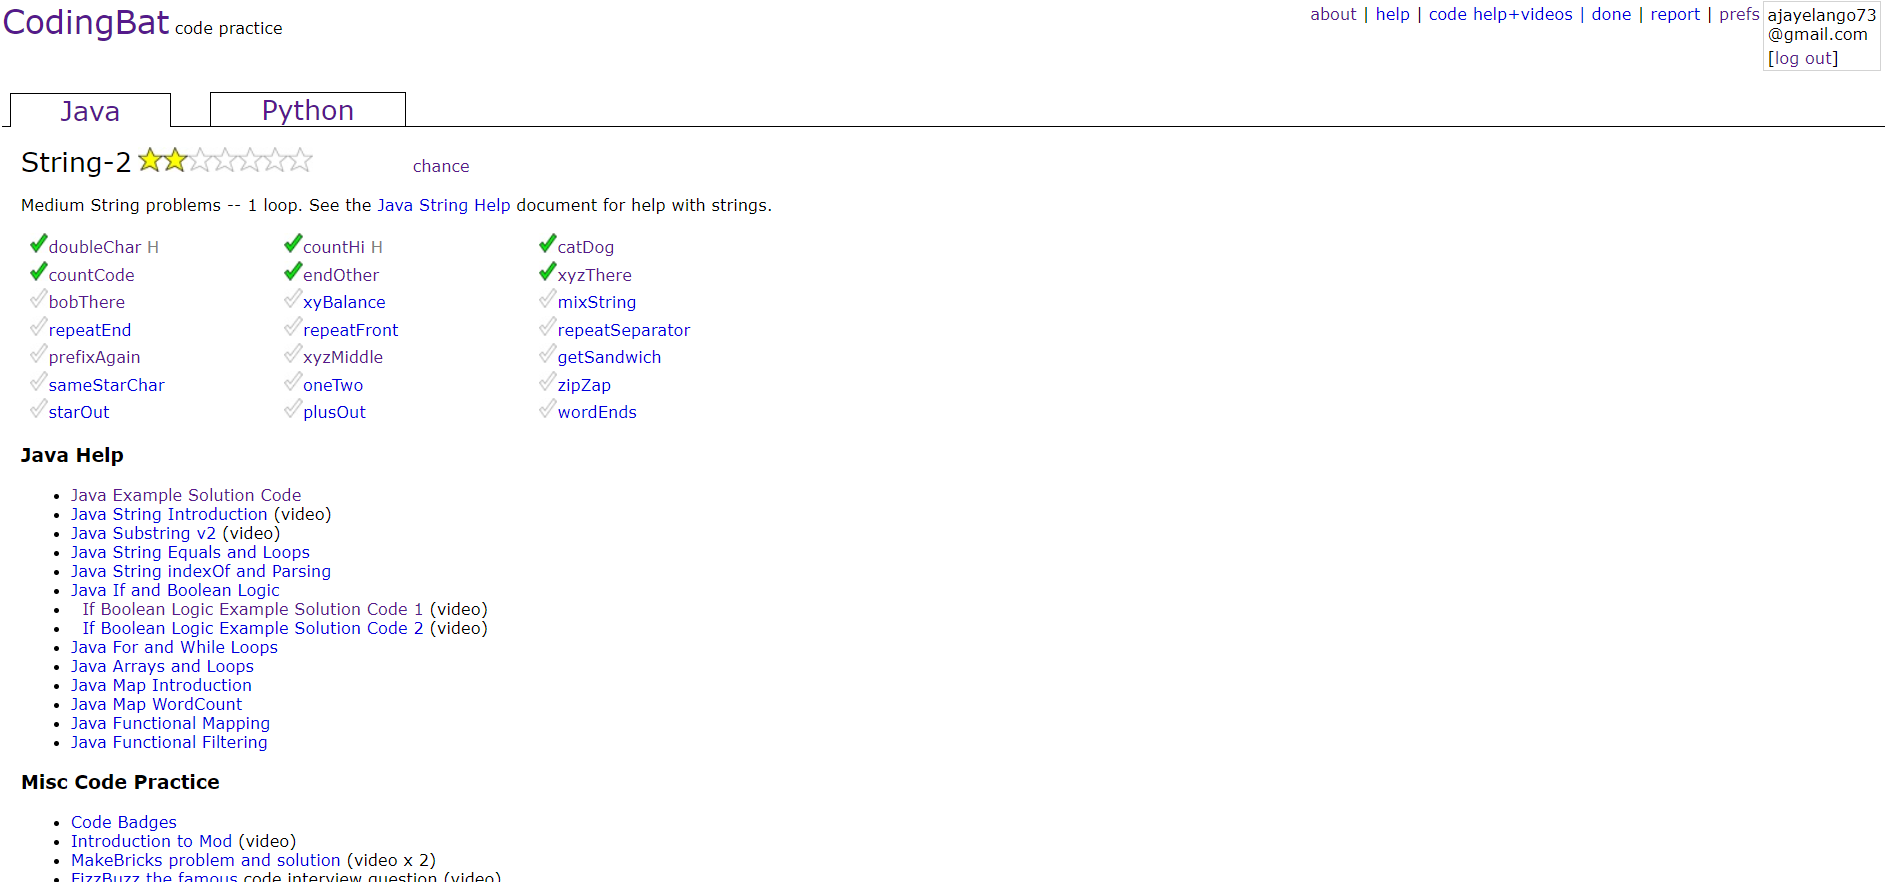 CodingBat code practice
about | help | code help+videos | done | report | prefs
ajayelango73
@gmail.com
[log out]
Java
Python
String-2
chance
Medium String problems -- 1 loop. See the Java String Help document for help with strings.
doubleChar H countHi H catDog
countCode endOther xyzThere
bobThere xyBalance mixString
repeatEnd repeatFront repeatSeparator
prefixAgain xyzMiddle getSandwich
sameStarChar oneTwo zipZap
starOut plusOut wordEnds
Java Help
Java Example Solution Code
Java String Introduction (video)
Java Substring v2 (video)
Java String Equals and Loops
Java String indexOf and Parsing
Java If and Boolean Logic
If Boolean Logic Example Solution Code 1 (video)
If Boolean Logic Example Solution Code 2 (video)
Java For and While Loops
Java Arrays and Loops
Java Map Introduction
Java Map WordCount
Java Functional Mapping
Java Functional Filtering
Misc Code Practice
Code Badges
Introduction to Mod (video)
MakeBricks problem and solution (video x 2)
FizzBuzz the famous code interview question (video)